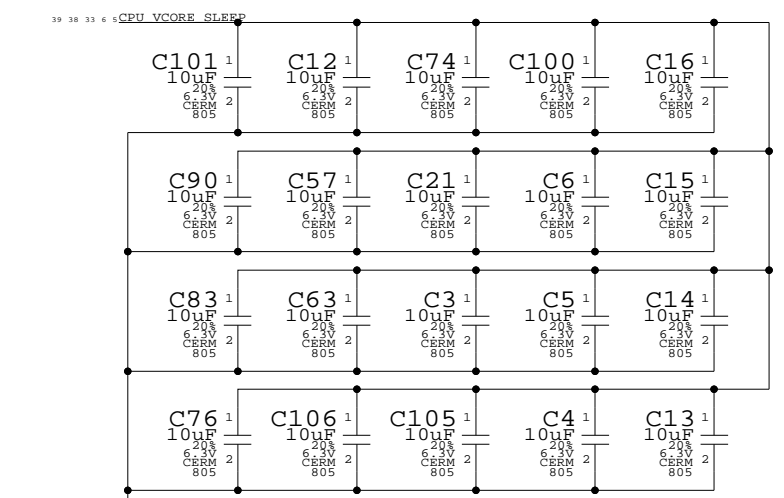 39 38 33 6 5 CPU VCORE SLEEP
C101 1 C12 1 C74 1 C100 1 C16 1
10uF 10uF 10uF 10uF 10uF
20% 20% 20% 20% 20%
6.3V 6.3V 6.3V 6.3V 6.3V
CERM 2 CERM 2 CERM 2 CERM 2 CERM 2
805 805 805 805 805
C90 1 C57 1 C21 1 C6 1 C15 1
10uF 10uF 10uF 10uF 10uF
20% 20% 20% 20% 20%
6.3V 6.3V 6.3V 6.3V 6.3V
CERM 2 CERM 2 CERM 2 CERM 2 CERM 2
805 805 805 805 805
C83 1 C63 1 C3 1 C5 1 C14 1
10uF 10uF 10uF 10uF 10uF
20% 20% 20% 20% 20%
6.3V 6.3V 6.3V 6.3V 6.3V
CERM 2 CERM 2 CERM 2 CERM 2 CERM 2
805 805 805 805 805
C76 1 C106 1 C105 1 C4 1 C13 1
10uF 10uF 10uF 10uF 10uF
20% 20% 20% 20% 20%
6.3V 6.3V 6.3V 6.3V 6.3V
CERM 2 CERM 2 CERM 2 CERM 2 CERM 2
805 805 805 805 805